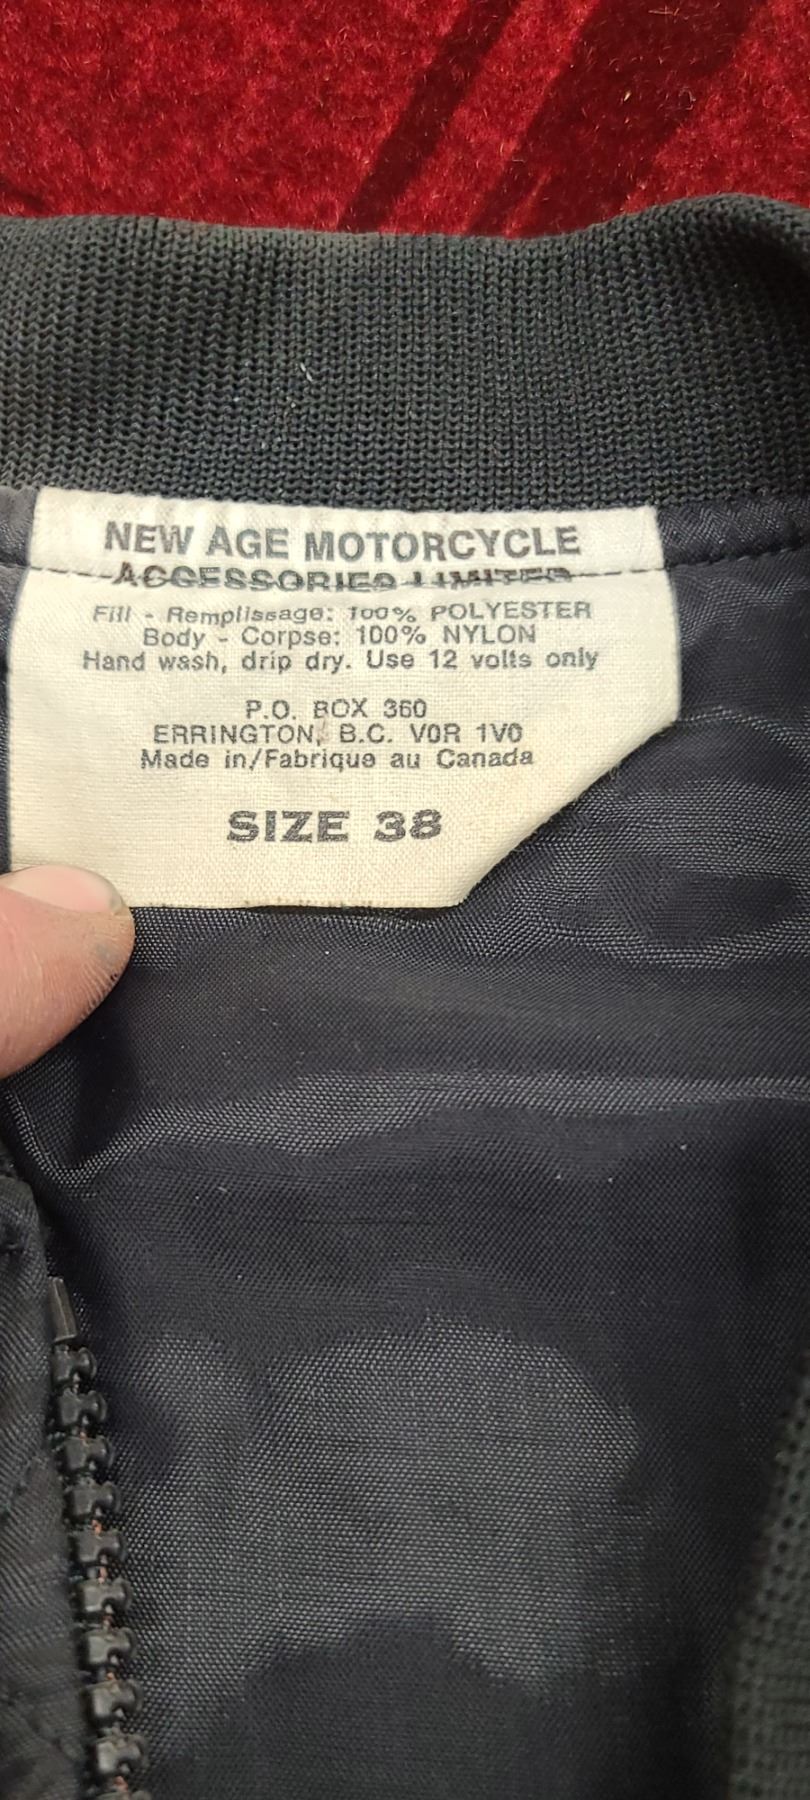 NEW AGE MOTORCYCLE
ACCESSORIES LIMITED
Fill - Remplissage: 100% POLYESTER
Body - Corpse: 100% NYLON
Hand wash, drip dry. Use 12 volts only
P.O. BOX 360
ERRINGTON, B.C. V0R 1V0
Made in/Fabrique au Canada
SIZE 38